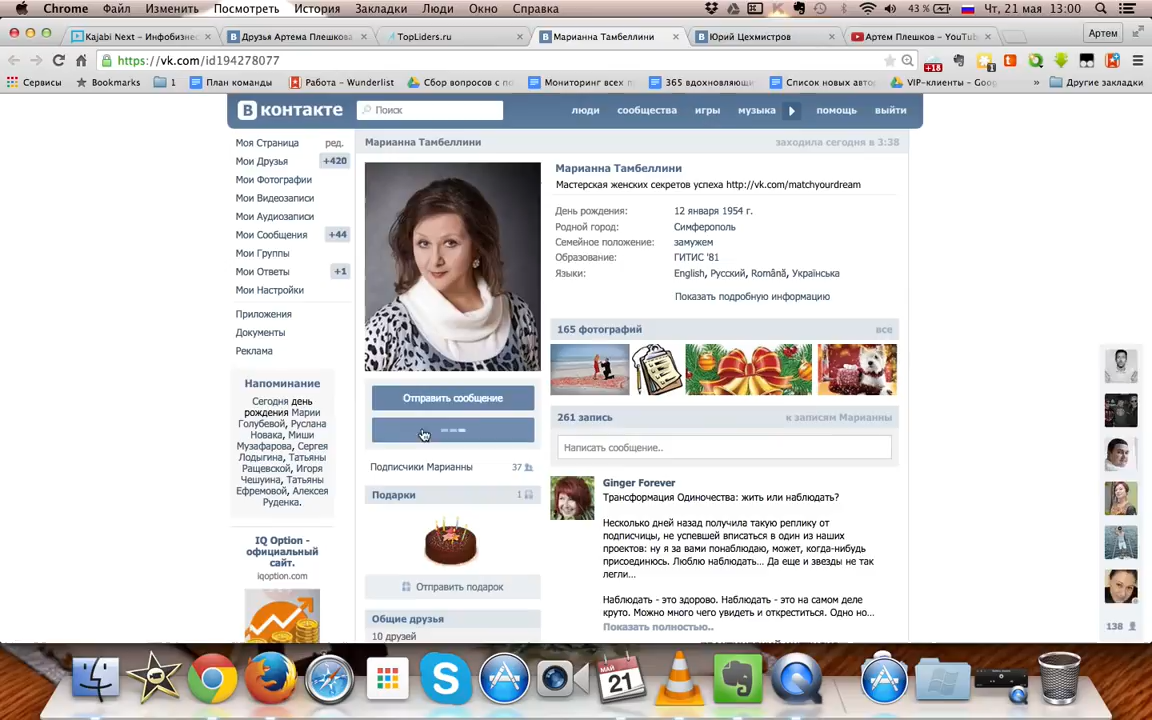 Chrome Файл Изменить Посмотреть История Закладки Люди Окно Справка 43 % Чт, 21 мая 13:00
Kajabi Next – Инфобизнес
Друзья Артема Плешкова
TopLiders.ru
Марианна Тамбеллини
Юрий Цехмистров
Артем Плешков - YouTube
Артем
https://vk.com/id194278077
+18
Сервисы Bookmarks 1 План команды Работа – Wunderlist Сбор вопросов с по Мониторинг всех 365 вдохновляющи Список новых авто VIP-клиенты - Goog Другие закладки
В контакте
Поиск
люди сообщества игры музыка помощь выйти
Моя Страница ред.
Мои Друзья +420
Мои Фотографии
Мои Видеозаписи
Мои Аудиозаписи
Мои Сообщения +44
Мои Группы
Мои Ответы +1
Мои Настройки
Приложения
Документы
Реклама
Напоминание
Сегодня день
рождения Марии
Голубевой, Руслана
Новака, Миши
Музафарова, Сергея
Лодыгина, Татьяны
Ращевской, Игоря
Чешуина, Татьяны
Ефремовой, Алексея
Руденка.
IQ Option -
официальный
сайт.
iqoption.com
Марианна Тамбеллини заходила сегодня в 3:38
Отправить сообщение
Подписчики Марианны 37
Подарки 1
Отправить подарок
Общие друзья
10 друзей
Марианна Тамбеллини
Мастерская женских секретов успеха http://vk.com/matchyourdream
День рождения: 12 января 1954 г.
Родной город: Симферополь
Семейное положение: замужем
Образование: ГИТИС '81
Языки: English, Русский, Română, Українська
Показать подробную информацию
165 фотографий все
261 запись к записям Марианны
Написать сообщение..
Ginger Forever
Трансформация Одиночества: жить или наблюдать?
Несколько дней назад получила такую реплику от
подписчицы, не успевшей вписаться в один из наших
проектов: ну я за вами понаблюдаю, может, когда-нибудь
присоединюсь. Люблю наблюдать... Да еще и звезды не так
легли...
Наблюдать - это здорово. Наблюдать - это на самом деле
круто. Можно много чего увидеть и откреститься. Одно но...
Показать полностью..
138
МАЙ
21